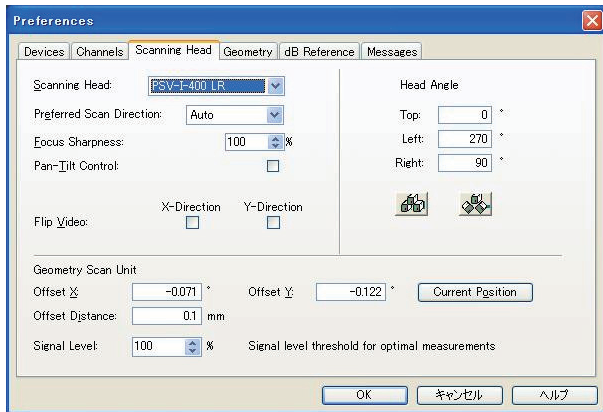 Preferences
Devices Channels Scanning Head Geometry dB Reference Messages
Scanning Head: PSV-I-400 LR
Preferred Scan Direction: Auto
Focus Sharpness: 100 %
Pan-Tilt Control:
X-Direction Y-Direction
Flip Video:
Head Angle
Top: 0 °
Left: 270 °
Right: 90 °
Geometry Scan Unit
Offset X: -0.071 ° Offset Y: -0.122 ° Current Position
Offset Distance: 0.1 mm
Signal Level: 100 % Signal level threshold for optimal measurements
OK キャンセル ヘルプ